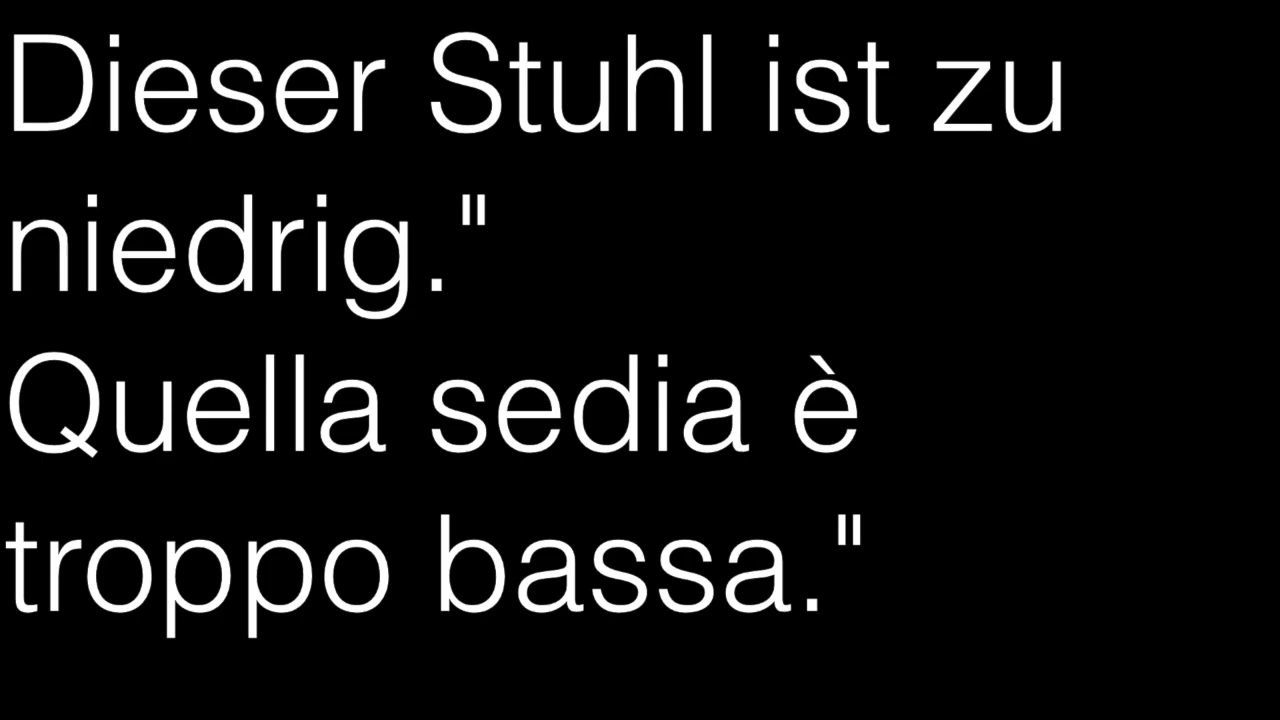 Dieser Stuhl ist zu
niedrig."
Quella sedia è
troppo bassa."